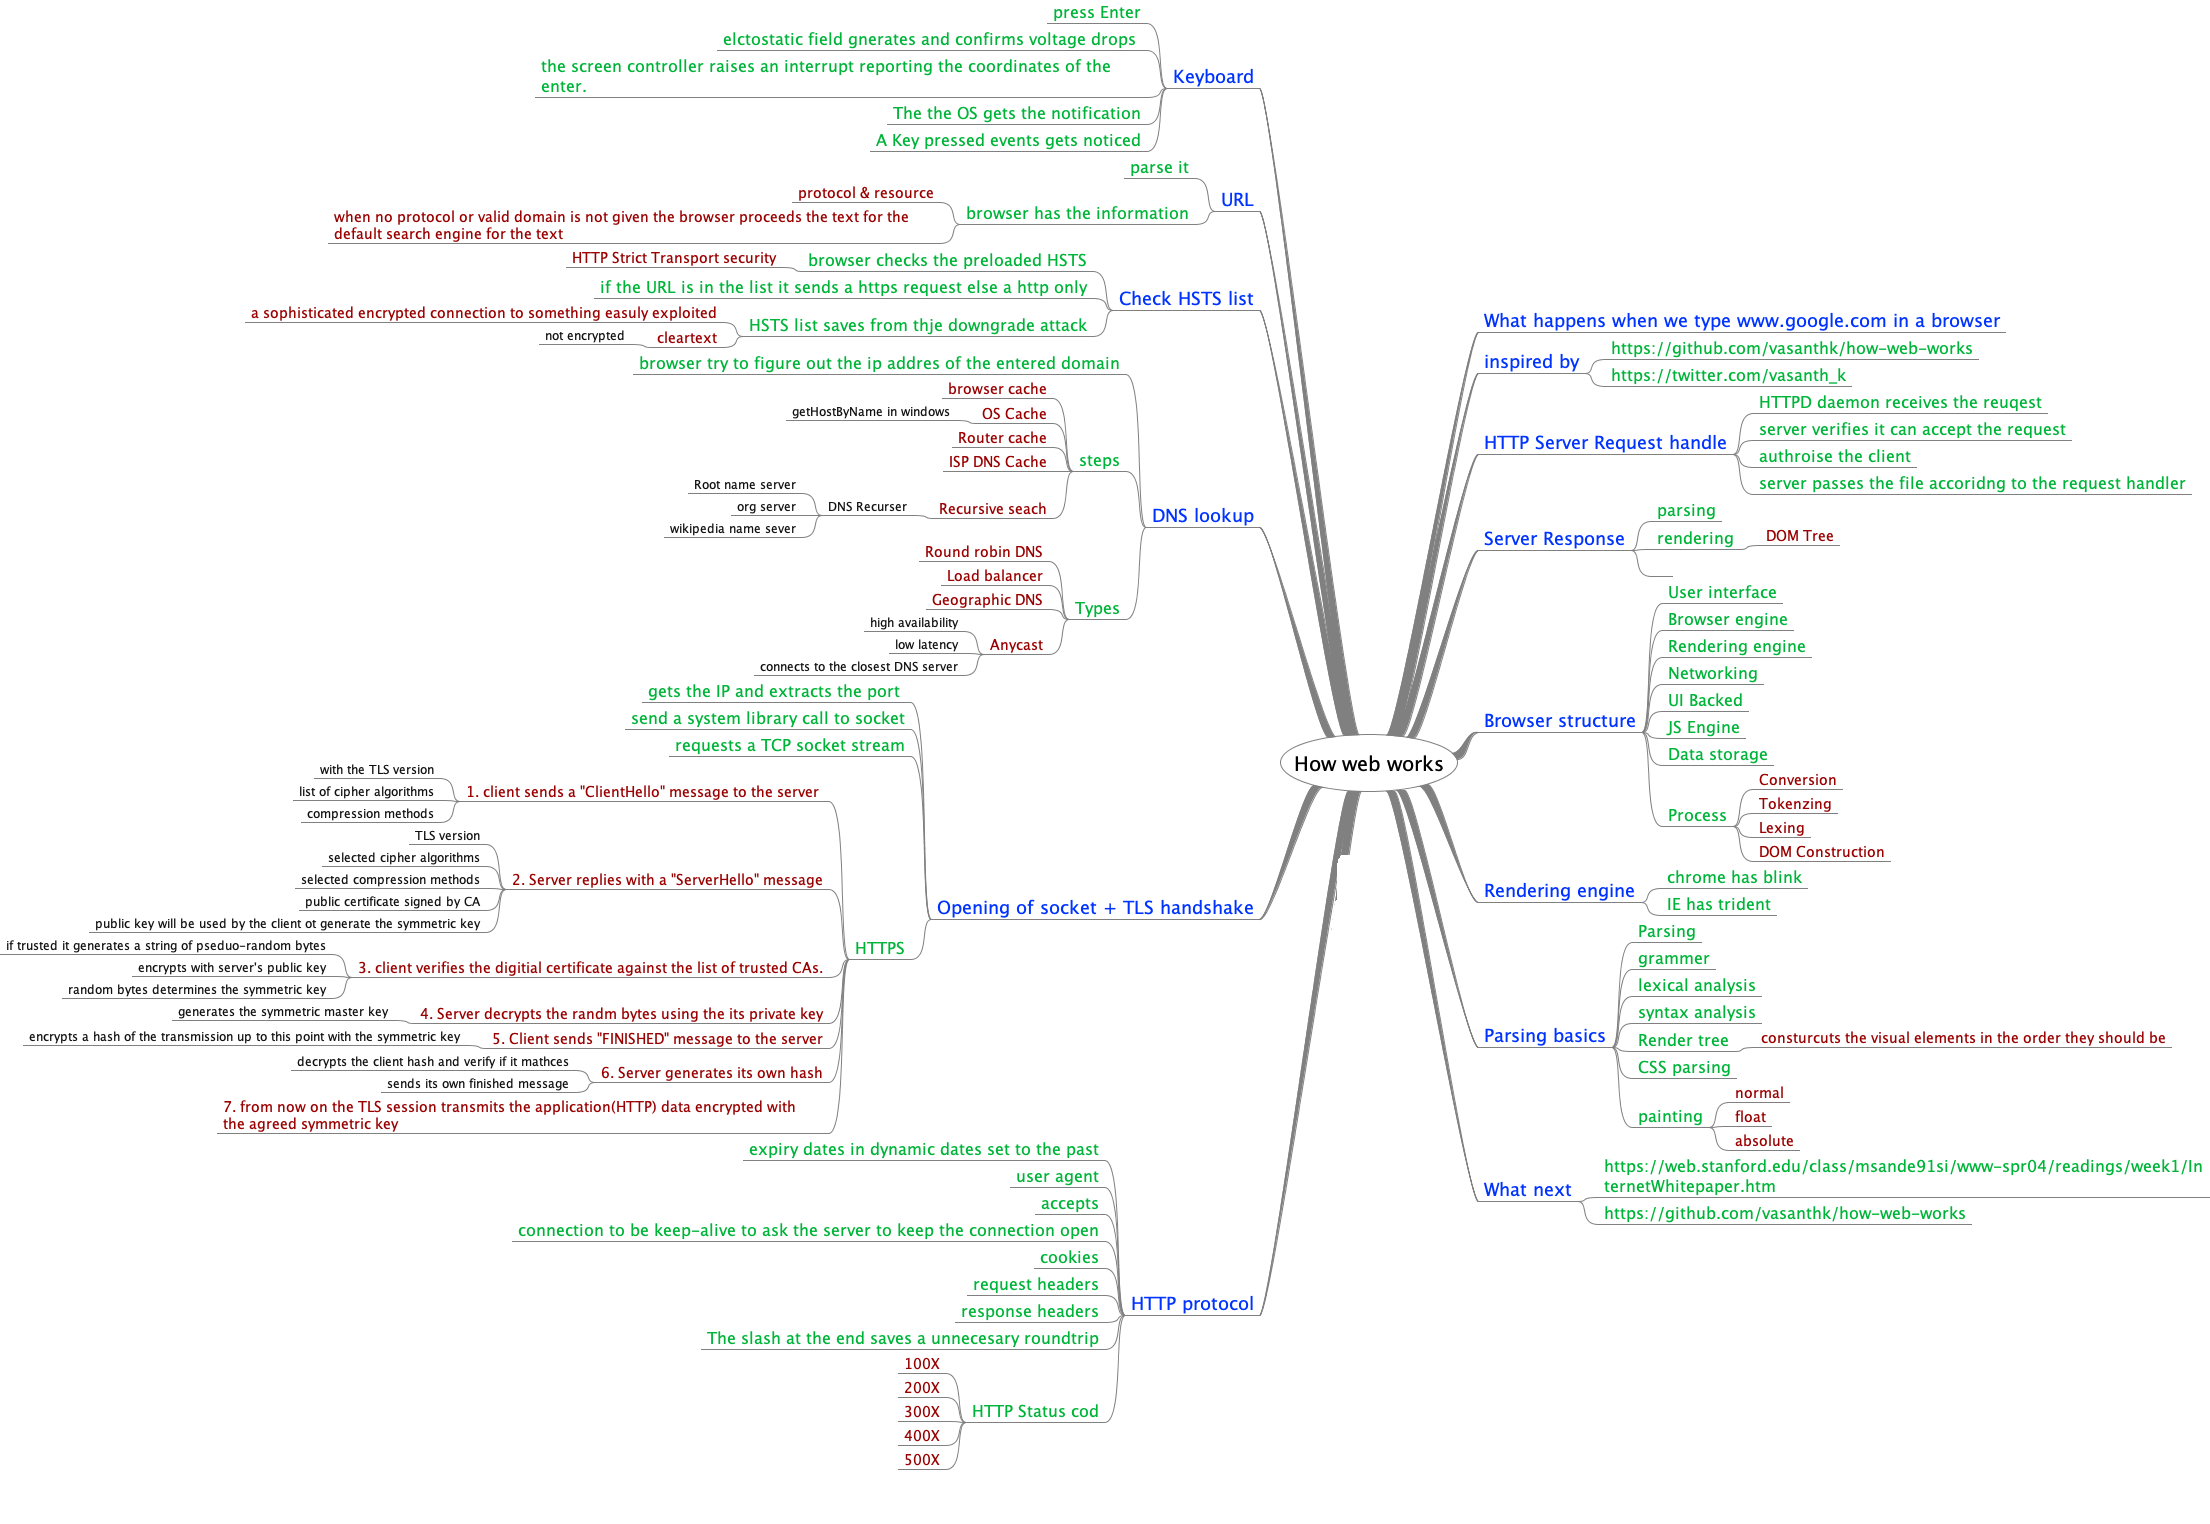 How web works
press Enter
elctostatic field gnerates and confirms voltage drops
the screen controller raises an interrupt reporting the coordinates of the
enter.
The the OS gets the notification
A Key pressed events gets noticed
Keyboard
parse it
protocol & resource
when no protocol or valid domain is not given the browser proceeds the text for the
default search engine for the text
browser has the information
URL
HTTP Strict Transport security
browser checks the preloaded HSTS
if the URL is in the list it sends a https request else a http only
a sophisticated encrypted connection to something easuly exploited
not encrypted
cleartext
HSTS list saves from thje downgrade attack
Check HSTS list
browser try to figure out the ip addres of the entered domain
browser cache
getHostByName in windows
OS Cache
Router cache
ISP DNS Cache
steps
Root name server
org server
wikipedia name sever
DNS Recurser
Recursive seach
DNS lookup
Round robin DNS
Load balancer
Geographic DNS
Types
high availability
low latency
connects to the closest DNS server
Anycast
gets the IP and extracts the port
send a system library call to socket
requests a TCP socket stream
with the TLS version
list of cipher algorithms
compression methods
1. client sends a "ClientHello" message to the server
TLS version
selected cipher algorithms
selected compression methods
public certificate signed by CA
public key will be used by the client ot generate the symmetric key
2. Server replies with a "ServerHello" message
Opening of socket + TLS handshake
HTTPS
if trusted it generates a string of pseduo-random bytes
encrypts with server's public key
random bytes determines the symmetric key
3. client verifies the digitial certificate against the list of trusted CAs.
generates the symmetric master key
4. Server decrypts the randm bytes using the its private key
encrypts a hash of the transmission up to this point with the symmetric key
5. Client sends "FINISHED" message to the server
decrypts the client hash and verify if it mathces
sends its own finished message
6. Server generates its own hash
7. from now on the TLS session transmits the application(HTTP) data encrypted with
the agreed symmetric key
expiry dates in dynamic dates set to the past
user agent
accepts
connection to be keep-alive to ask the server to keep the connection open
cookies
request headers
response headers
The slash at the end saves a unnecesary roundtrip
HTTP protocol
100X
200X
300X
400X
500X
HTTP Status cod
What happens when we type www.google.com in a browser
inspired by
https://github.com/vasanthk/how-web-works
https://twitter.com/vasanth_k
HTTP Server Request handle
HTTPD daemon receives the reuqest
server verifies it can accept the request
authroise the client
server passes the file accoridng to the request handler
Server Response
parsing
rendering
DOM Tree
Browser structure
User interface
Browser engine
Rendering engine
Networking
UI Backed
JS Engine
Data storage
Process
Conversion
Tokenzing
Lexing
DOM Construction
Rendering engine
chrome has blink
IE has trident
Parsing basics
Parsing
grammer
lexical analysis
syntax analysis
Render tree
consturcuts the visual elements in the order they should be
CSS parsing
painting
normal
float
absolute
What next
https://web.stanford.edu/class/msande91si/www-spr04/readings/week1/In
ternetWhitepaper.htm
https://github.com/vasanthk/how-web-works